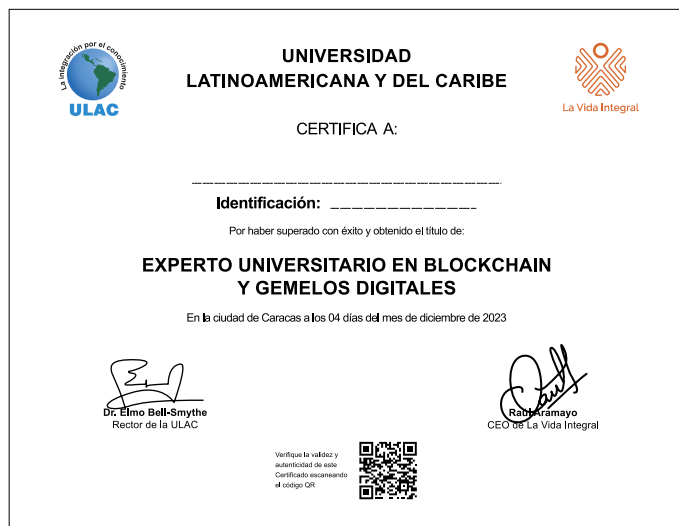 La integración por el conocimiento
ULAC
UNIVERSIDAD
LATINOAMERICANA Y DEL CARIBE
La Vida Integral
CERTIFICA A:
Identificación:
Por haber superado con éxito y obtenido el título de:
EXPERTO UNIVERSITARIO EN BLOCKCHAIN
Y GEMELOS DIGITALES
En la ciudad de Caracas a los 04 días del mes de diciembre de 2023
Dr. Elmo Bell-Smythe
Rector de la ULAC
Raúl Aramayo
CEO de La Vida Integral
Verifique la validez y
autenticidad de este
Certificado escaneando
el código QR